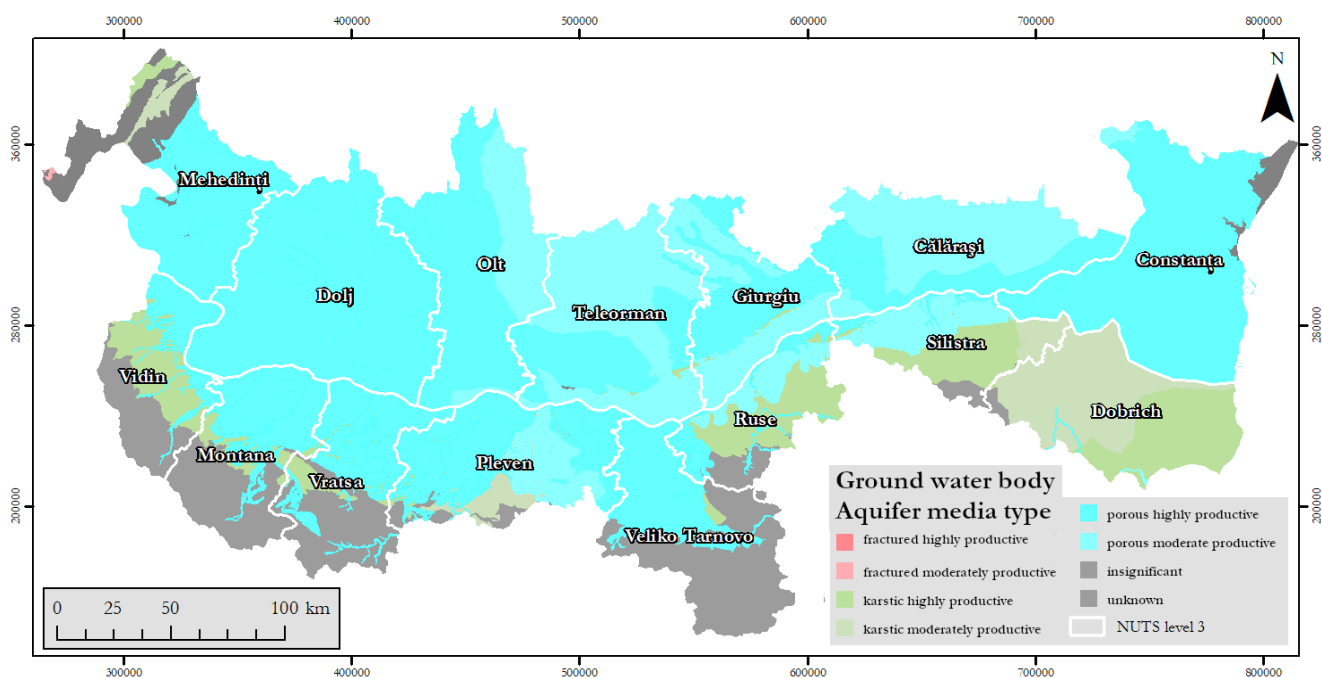 300000 400000 500000 600000 700000 800000
N
360000 360000
Mehedinți
Călărași
Olt
Constanța
Dolj
Giurgiu
Teleorman
280000 280000
Silistra
Vidin
Dobrich
Ruse
Montana
Pleven
Vratsa
200000 200000
Veliko Tarnovo
Ground water body
Aquifer media type
fractured highly productive
fractured moderately productive
karstic highly productive
karstic moderately productive
porous highly productive
porous moderate productive
insignificant
unknown
NUTS level 3
0 25 50 100 km
300000 400000 500000 600000 700000 800000